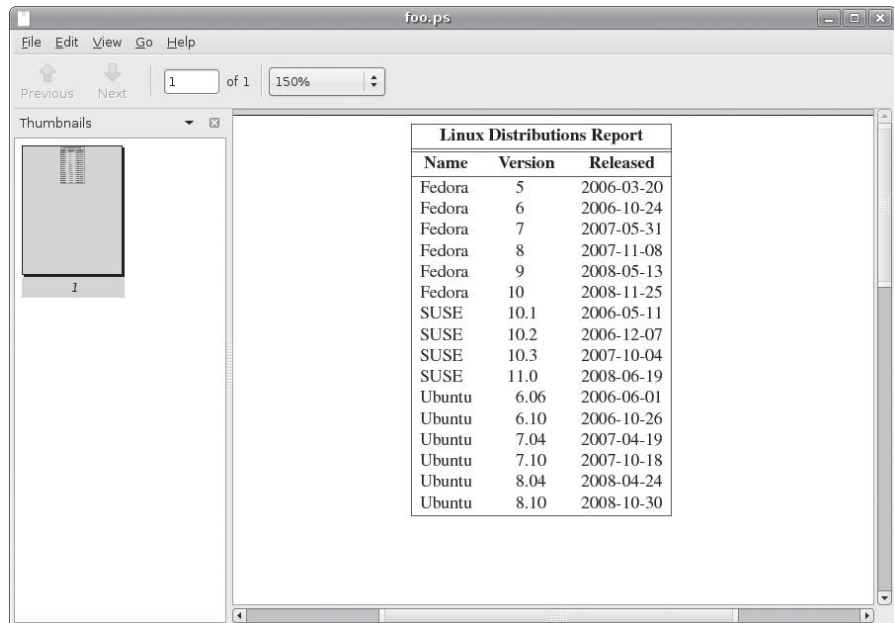 foo.ps
File Edit View Go Help
Previous Next 1 of 1 150%
Thumbnails
1
Linux Distributions Report
Name Version Released
Fedora 5 2006-03-20
Fedora 6 2006-10-24
Fedora 7 2007-05-31
Fedora 8 2007-11-08
Fedora 9 2008-05-13
Fedora 10 2008-11-25
SUSE 10.1 2006-05-11
SUSE 10.2 2006-12-07
SUSE 10.3 2007-10-04
SUSE 11.0 2008-06-19
Ubuntu 6.06 2006-06-01
Ubuntu 6.10 2006-10-26
Ubuntu 7.04 2007-04-19
Ubuntu 7.10 2007-10-18
Ubuntu 8.04 2008-04-24
Ubuntu 8.10 2008-10-30